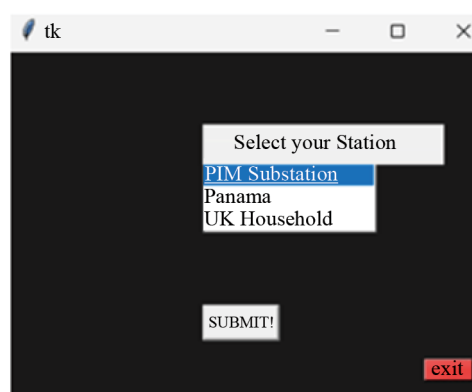 tk
Select your Station
PIM Substation
Panama
UK Household
SUBMIT!
exit